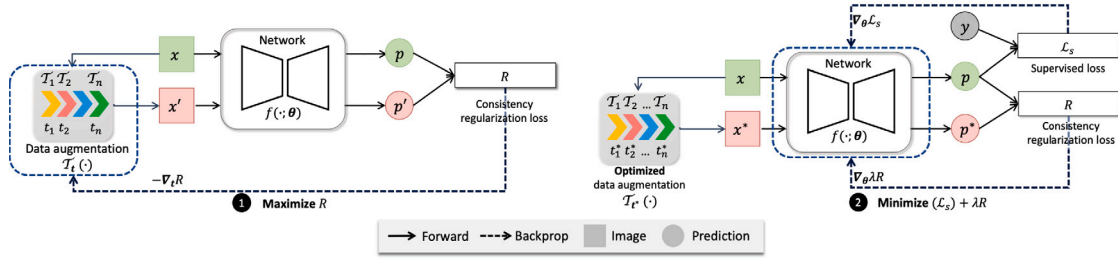 Network
x
p
𝒯₁ 𝒯₂ 𝒯ₙ
R
x′
p′
t₁ t₂ tₙ
f(·; θ)
Consistency
regularization loss
Data augmentation
𝒯ₜ (·)
−∇ₜR
1 Maximize R
∇θℒₛ
y
ℒₛ
Network
Supervised loss
x
p
𝒯₁ 𝒯₂ ... 𝒯ₙ
R
x*
p*
t₁* t₂* ... tₙ*
f(·; θ)
Consistency
regularization loss
Optimized
data augmentation
𝒯ₜ* (·)
∇θλR
2 Minimize (ℒₛ) + λR
Forward Backprop Image Prediction